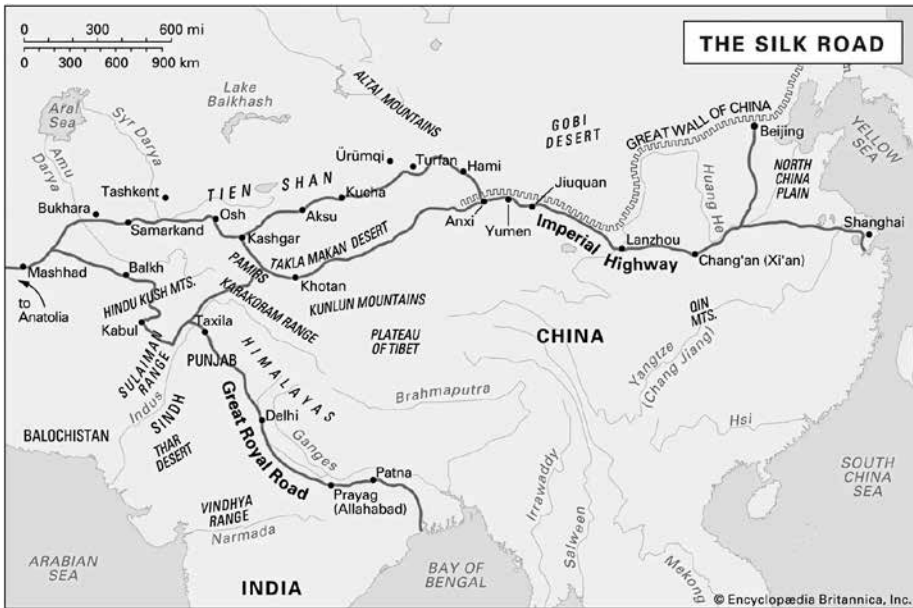 0 300 600 mi
0 300 600 900
km
THE SILK ROAD
Aral
Sea
Lake
Balkhash
Syr Darya
Amu
Darya
ALTAI MOUNTAINS
GOBI
DESERT
GREAT WALL OF CHINA
Beijing
YELLOW
SEA
NORTH
CHINA
PLAIN
Huang He
Ürümqi
Turfan
Hami
Tashkent
TIEN SHAN
Kucha
Jiuquan
Bukhara
Samarkand
Osh
Aksu
Anxi
Yumen
Imperial
Highway
Lanzhou
Chang'an (Xi'an)
Shanghai
Kashgar
TAKLA MAKAN DESERT
Mashhad
to
Anatolia
Balkh
PAMIRS
Khotan
KUNLUN MOUNTAINS
HINDU KUSH MTS.
KARAKORAM RANGE
Kabul
Taxila
PLATEAU
OF TIBET
CHINA
QIN
MTS.
SULAIMAN
RANGE
PUNJAB
HIMALAYAS
Yangtze
(Chang Jiang)
Indus
SINDH
Brahmaputra
Great Royal Road
Delhi
Hsi
BALOCHISTAN
THAR
DESERT
Ganges
Patna
Prayag
(Allahabad)
Irrawaddy
Salween
SOUTH
CHINA
SEA
VINDHYA
RANGE
Narmada
ARABIAN
SEA
INDIA
BAY OF
BENGAL
Mekong
© Encyclopædia Britannica, Inc.